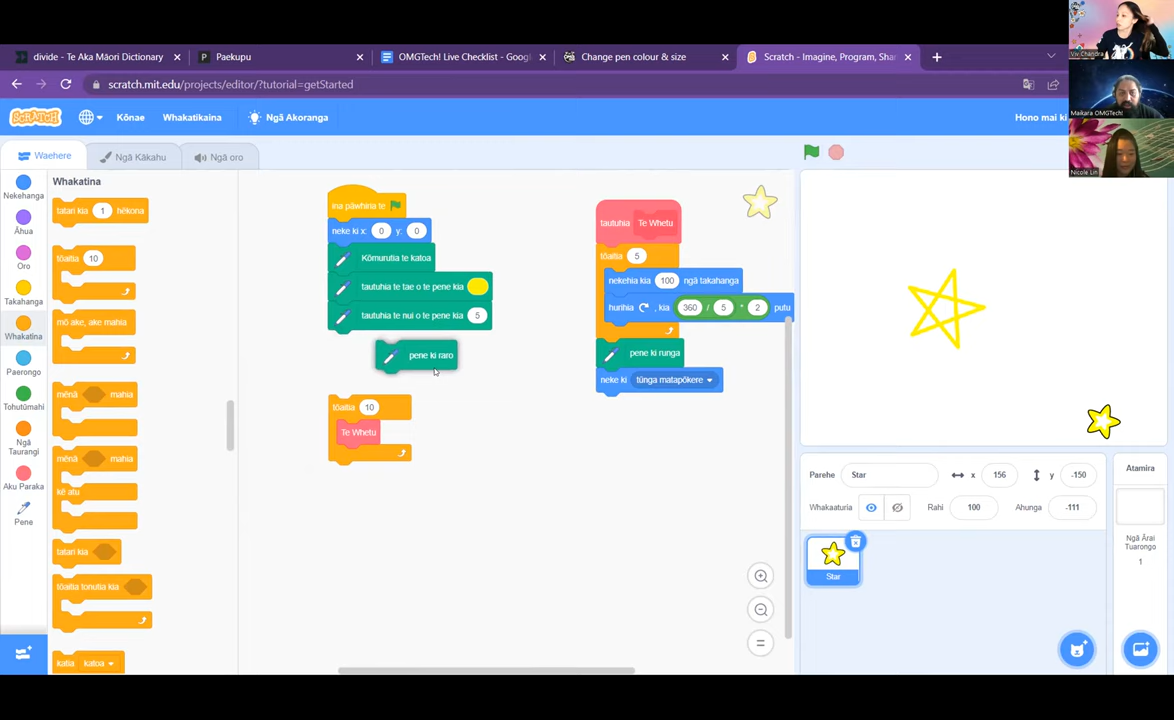 divide - Te Aka Māori Dictionary
Paekupu
OMGTech! Live Checklist - Googl
Change pen colour & size
Scratch - Imagine, Program, Shar
scratch.mit.edu/projects/editor/?tutorial=getStarted
SCRATCH
Kōnae
Whakatikaina
Ngā Akoranga
Hono mai ki
Viv Chandra
Maikara OMGTech!
Nicole Lin
Waehere
Ngā Kākahu
Ngā oro
Nekehanga
Āhua
Oro
Takahanga
Whakatina
Paerongo
Tohutūmahi
Ngā
Taurangi
Aku Paraka
Pene
Whakatina
tatari kia 1 hēkona
tōailia 10
mō ake, ake mahia
mēnā mahia
mēnā mahia
kē atu
tatari kia
tōailia tonutia kia
katia katoa
ina pāwhiria te
neke ki x: 0 y: 0
Kōmurutia te katoa
tautuhia te tae o te pene kia
tautuhia te nui o te pene kia 5
pene ki raro
tōailia 10
Te Whetu
tautuhia Te Whetu
tōailia 5
nekehia kia 100 ngā takahanga
hurihia , kia 360 / 5 * 2 putu
pene ki runga
neke ki tūnga matapōkere
Parehe
Star
x 156
y -150
Whakaaturia
Rahi 100
Ahunga -111
Star
Atamira
Ngā Ārai
Tuarongo
1